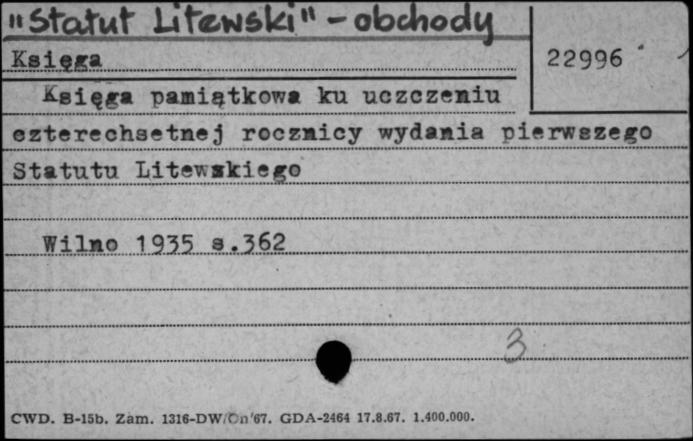 "Statut Litewski" - obchody
Księga
22996
Księga pamiątkowa ku uczczeniu
czterechsetnej rocznicy wydania pierwszego
Statutu Litewskiego
Wilno 1935 s.362
3
CWD. B-15b. Zam. 1316-DW/Cn/67. GDA-2464 17.8.67. 1.400.000.